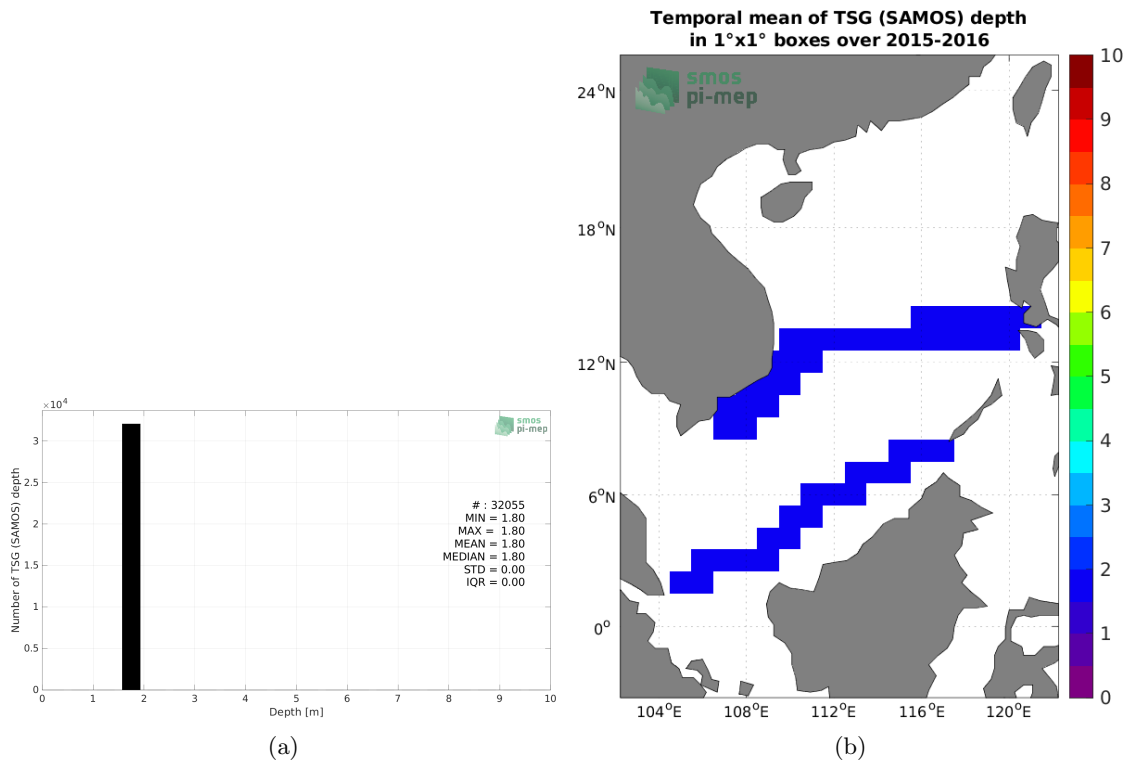 ×10⁴
3
2.5
2
1.5
1
0.5
0
Number of TSG (SAMOS) depth
smos
pi-mep
# : 32055
MIN = 1.80
MAX = 1.80
MEAN = 1.80
MEDIAN = 1.80
STD = 0.00
IQR = 0.00
0 1 2 3 4 5 6 7 8 9 10
Depth [m]
(a)
Temporal mean of TSG (SAMOS) depth
in 1°x1° boxes over 2015-2016
smos
pi-mep
24°N
18°N
12°N
6°N
0°
104°E 108°E 112°E 116°E 120°E
10
9
8
7
6
5
4
3
2
1
0
(b)